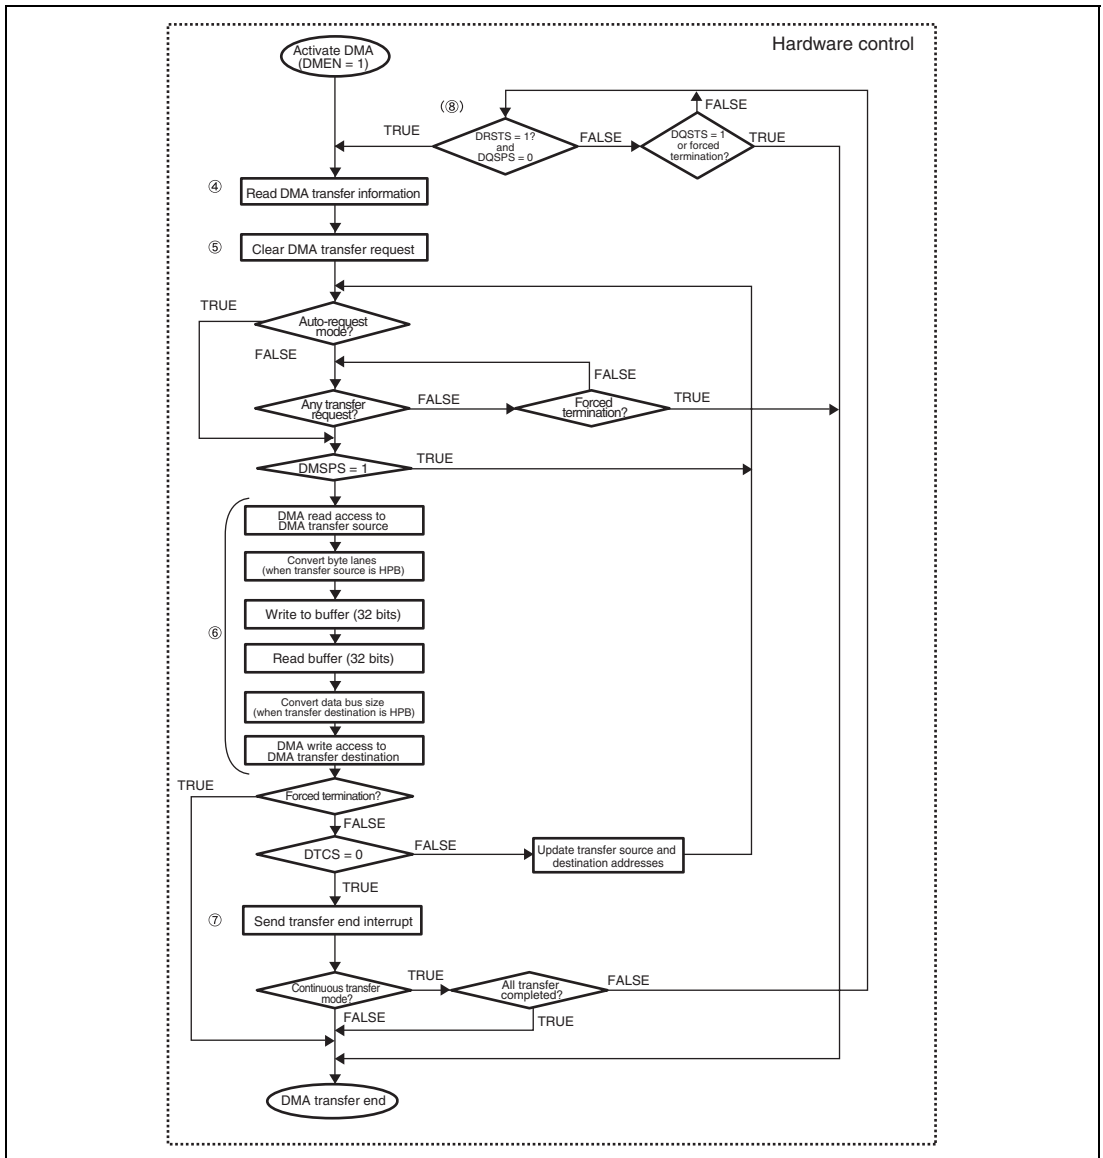 Hardware control
Activate DMA
(DMEN = 1)
(⑧)
FALSE
TRUE
DRSTS = 1?
and
DQSPS = 0
FALSE
DQSTS = 1
or forced
termination?
TRUE
④
Read DMA transfer information
⑤
Clear DMA transfer request
TRUE
Auto-request
mode?
FALSE
FALSE
Any transfer
request?
FALSE
Forced
termination?
TRUE
DMSPS = 1
TRUE
DMA read access to
DMA transfer source
Convert byte lanes
(when transfer source is HPB)
Write to buffer (32 bits)
⑥
Read buffer (32 bits)
Convert data bus size
(when transfer destination is HPB)
DMA write access to
DMA transfer destination
TRUE
Forced termination?
FALSE
DTCS = 0
FALSE
Update transfer source and
destination addresses
TRUE
⑦
Send transfer end interrupt
Continuous transfer
mode?
TRUE
All transfer
completed?
FALSE
FALSE
TRUE
DMA transfer end